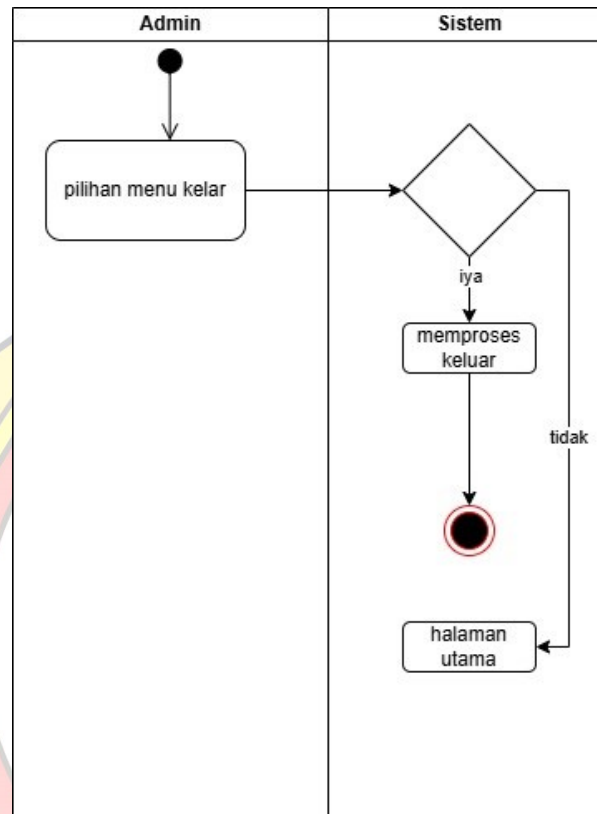 Admin
Sistem
pilihan menu kelar
iya
memproses
keluar
tidak
halaman
utama